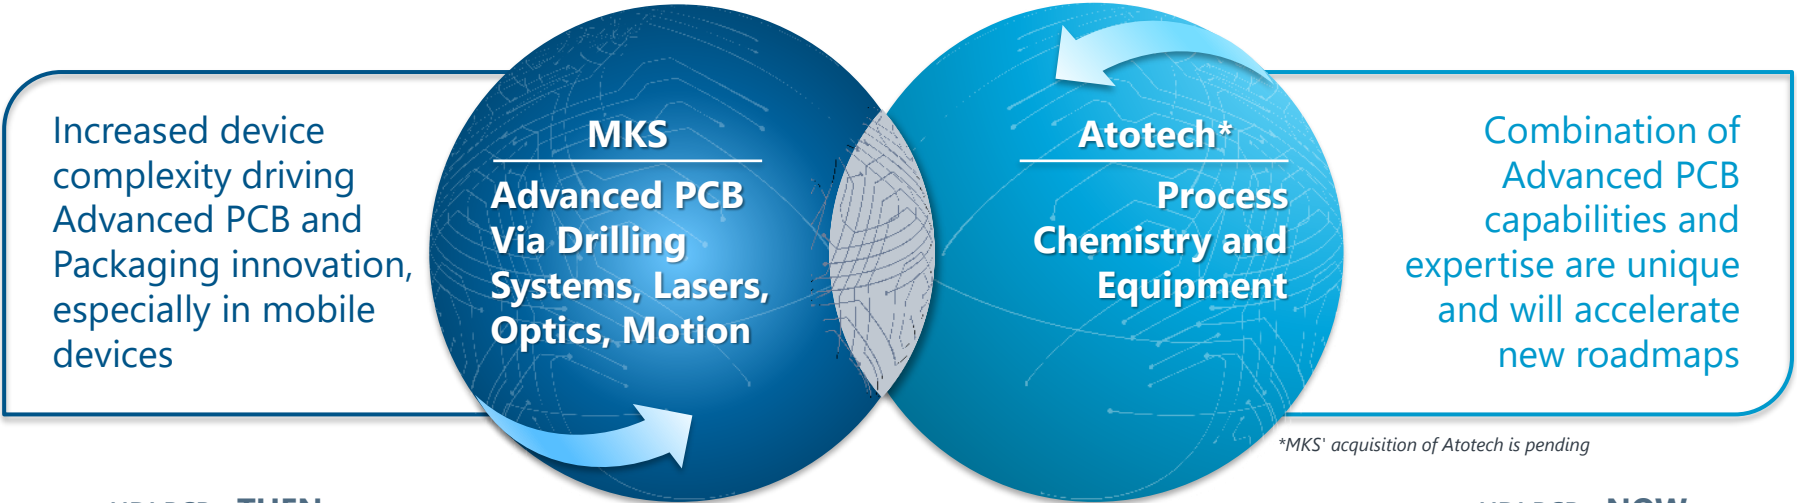 Increased device
complexity driving
Advanced PCB and
Packaging innovation,
especially in mobile
devices
MKS
Advanced PCB
Via Drilling
Systems, Lasers,
Optics, Motion
Atotech*
Process
Chemistry and
Equipment
Combination of
Advanced PCB
capabilities and
expertise are unique
and will accelerate
new roadmaps
*MKS' acquisition of Atotech is pending
THEN
NOW